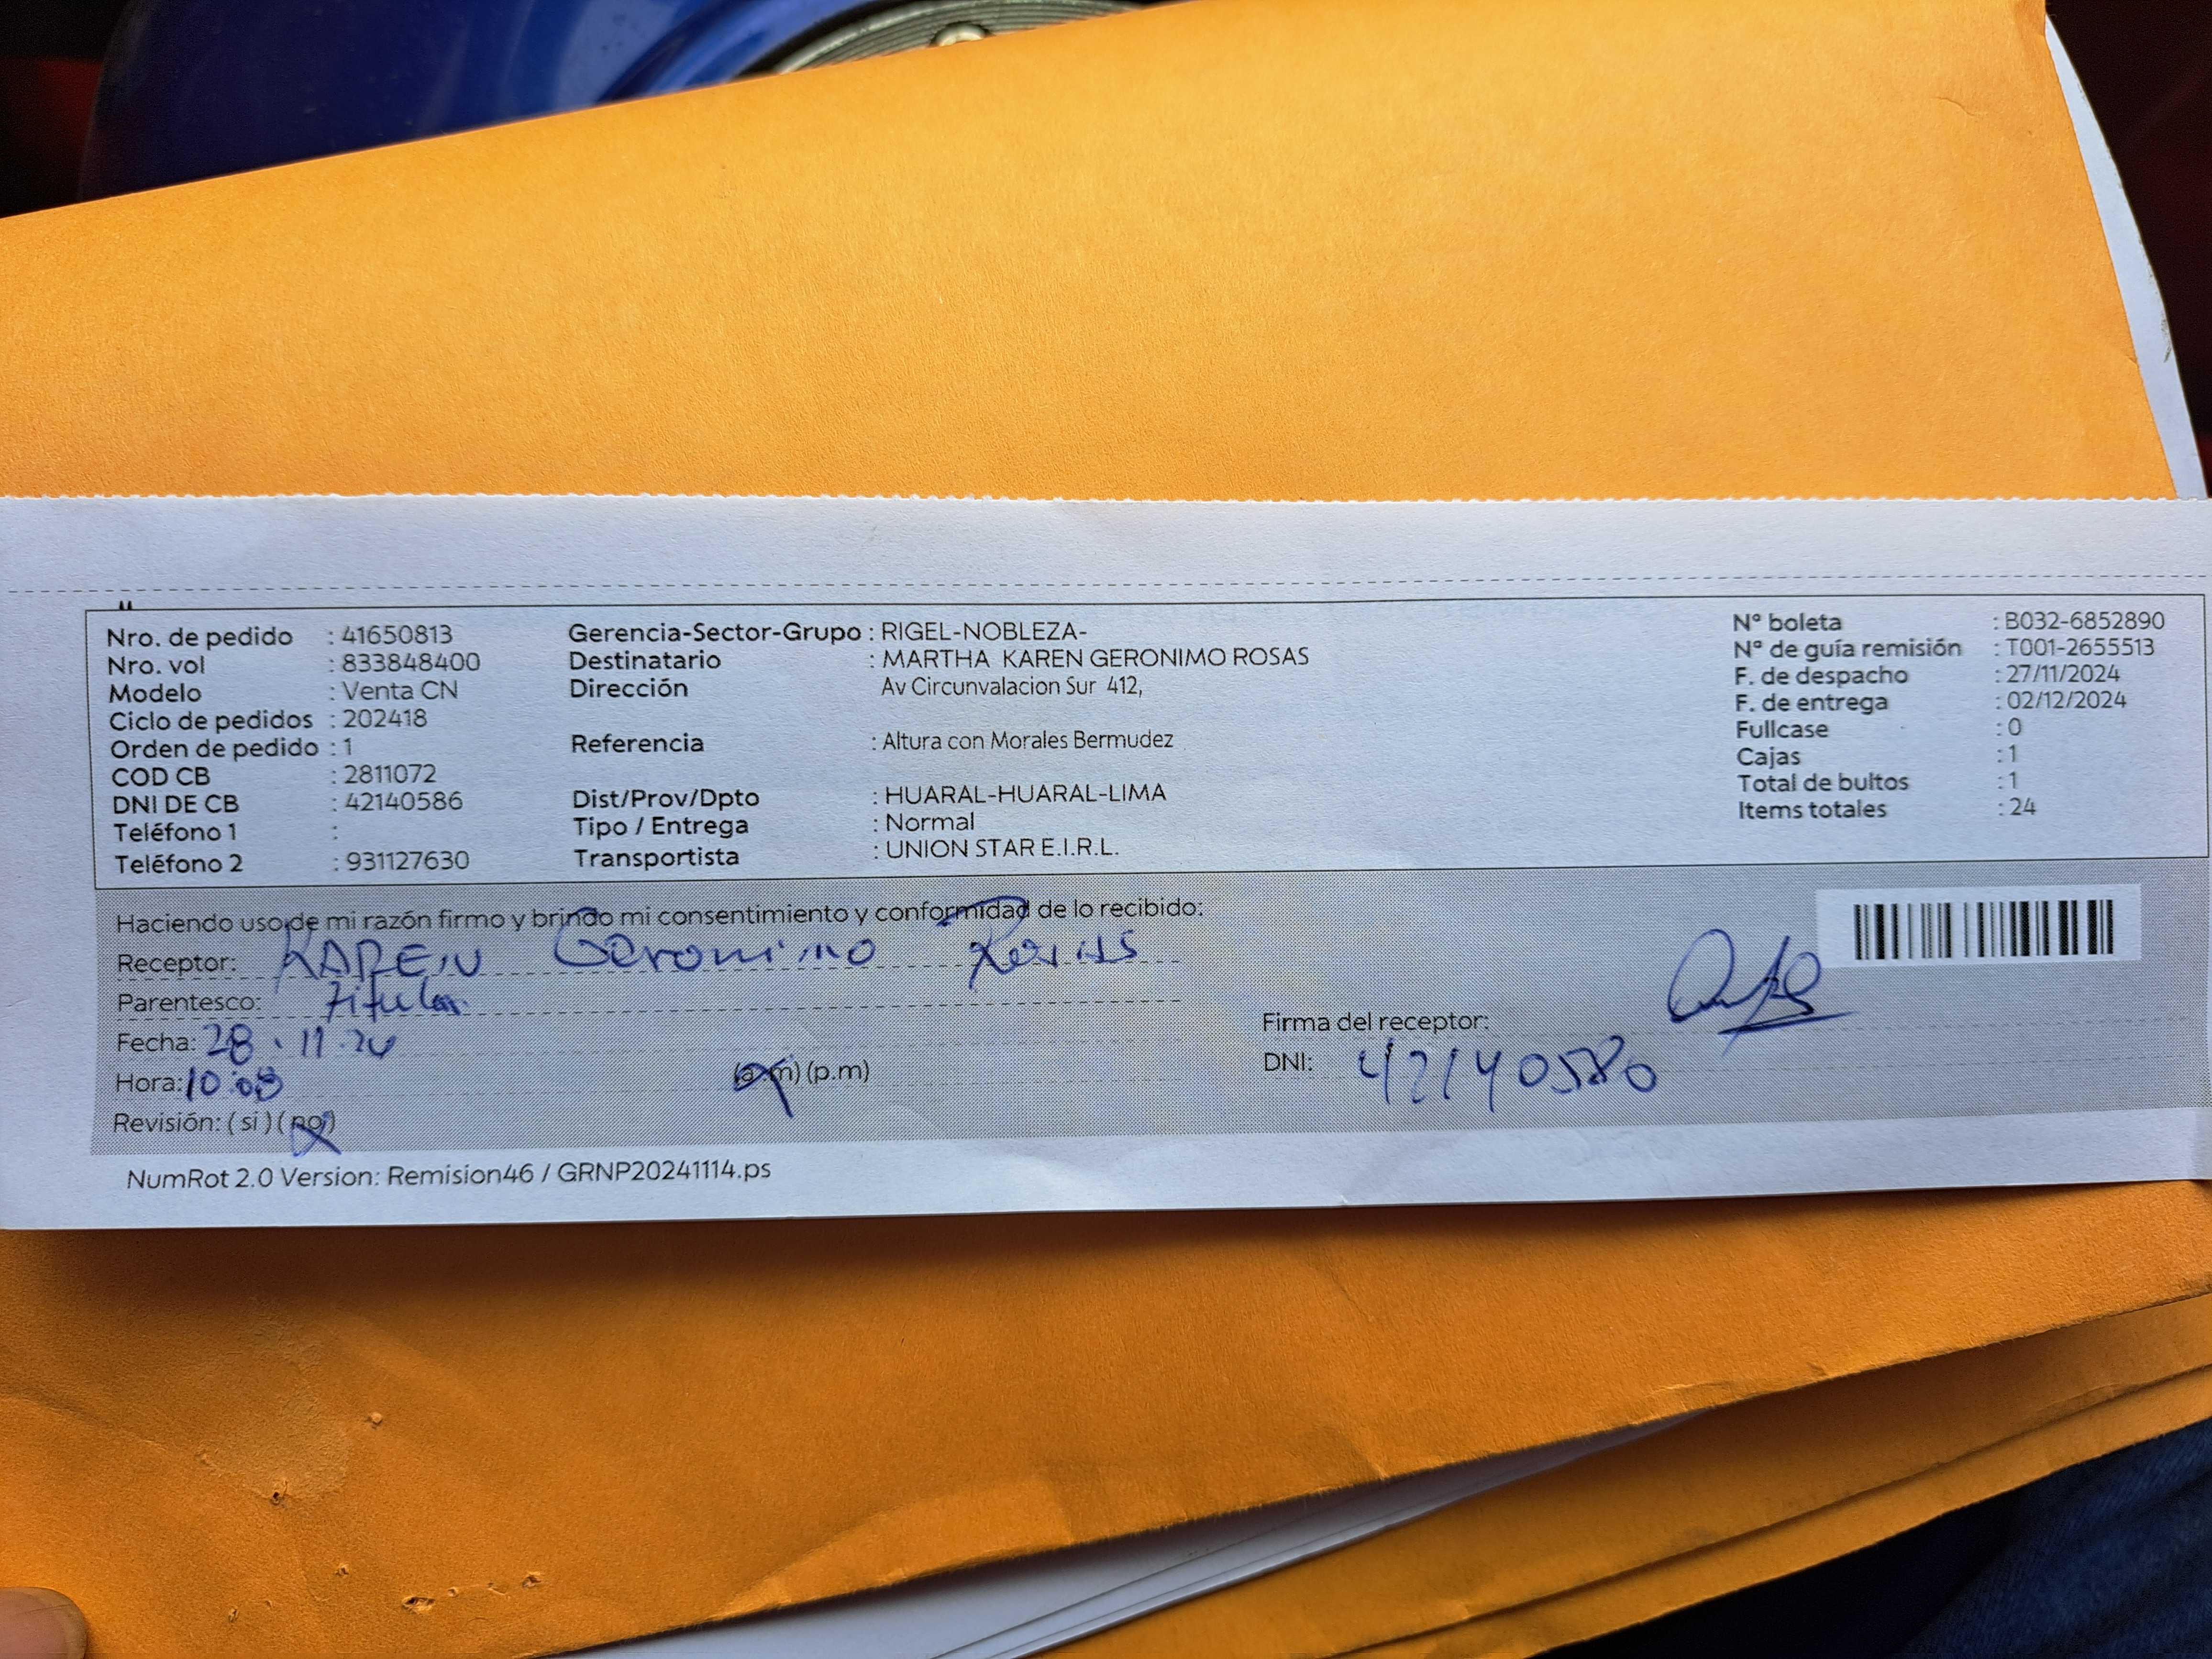 Nro. de pedido : 41650813
Nro. vol : 833848400
Modelo : Venta CN
Ciclo de pedidos : 202418
Orden de pedido : 1
COD CB : 2811072
DNI DE CB : 42140586
Teléfono 1 :
Teléfono 2 : 931127630
Gerencia-Sector-Grupo : RIGEL-NOBLEZA-
Destinatario : MARTHA KAREN GERONIMO ROSAS
Dirección Av Circunvalacion Sur 412,
Referencia : Altura con Morales Bermudez
Dist/Prov/Dpto : HUARAL-HUARAL-LIMA
Tipo / Entrega : Normal
Transportista : UNION STAR E.I.R.L.
N° boleta : B032-6852890
N° de guía remisión : T001-2655513
F. de despacho : 27/11/2024
F. de entrega : 02/12/2024
Fullcase : 0
Cajas : 1
Total de bultos : 1
Items totales : 24
Haciendo uso de mi razón firmo y brindo mi consentimiento y conformidad de lo recibido:
Receptor: KAREN Geronimo Rosas
Parentesco: Titular
Fecha: 28.11.24
Hora: 10:03 (a.m) (p.m)
Revisión: ( si ) ( no )
Firma del receptor:
DNI: 42140586
NumRot 2.0 Version: Remision46 / GRNP20241114.ps